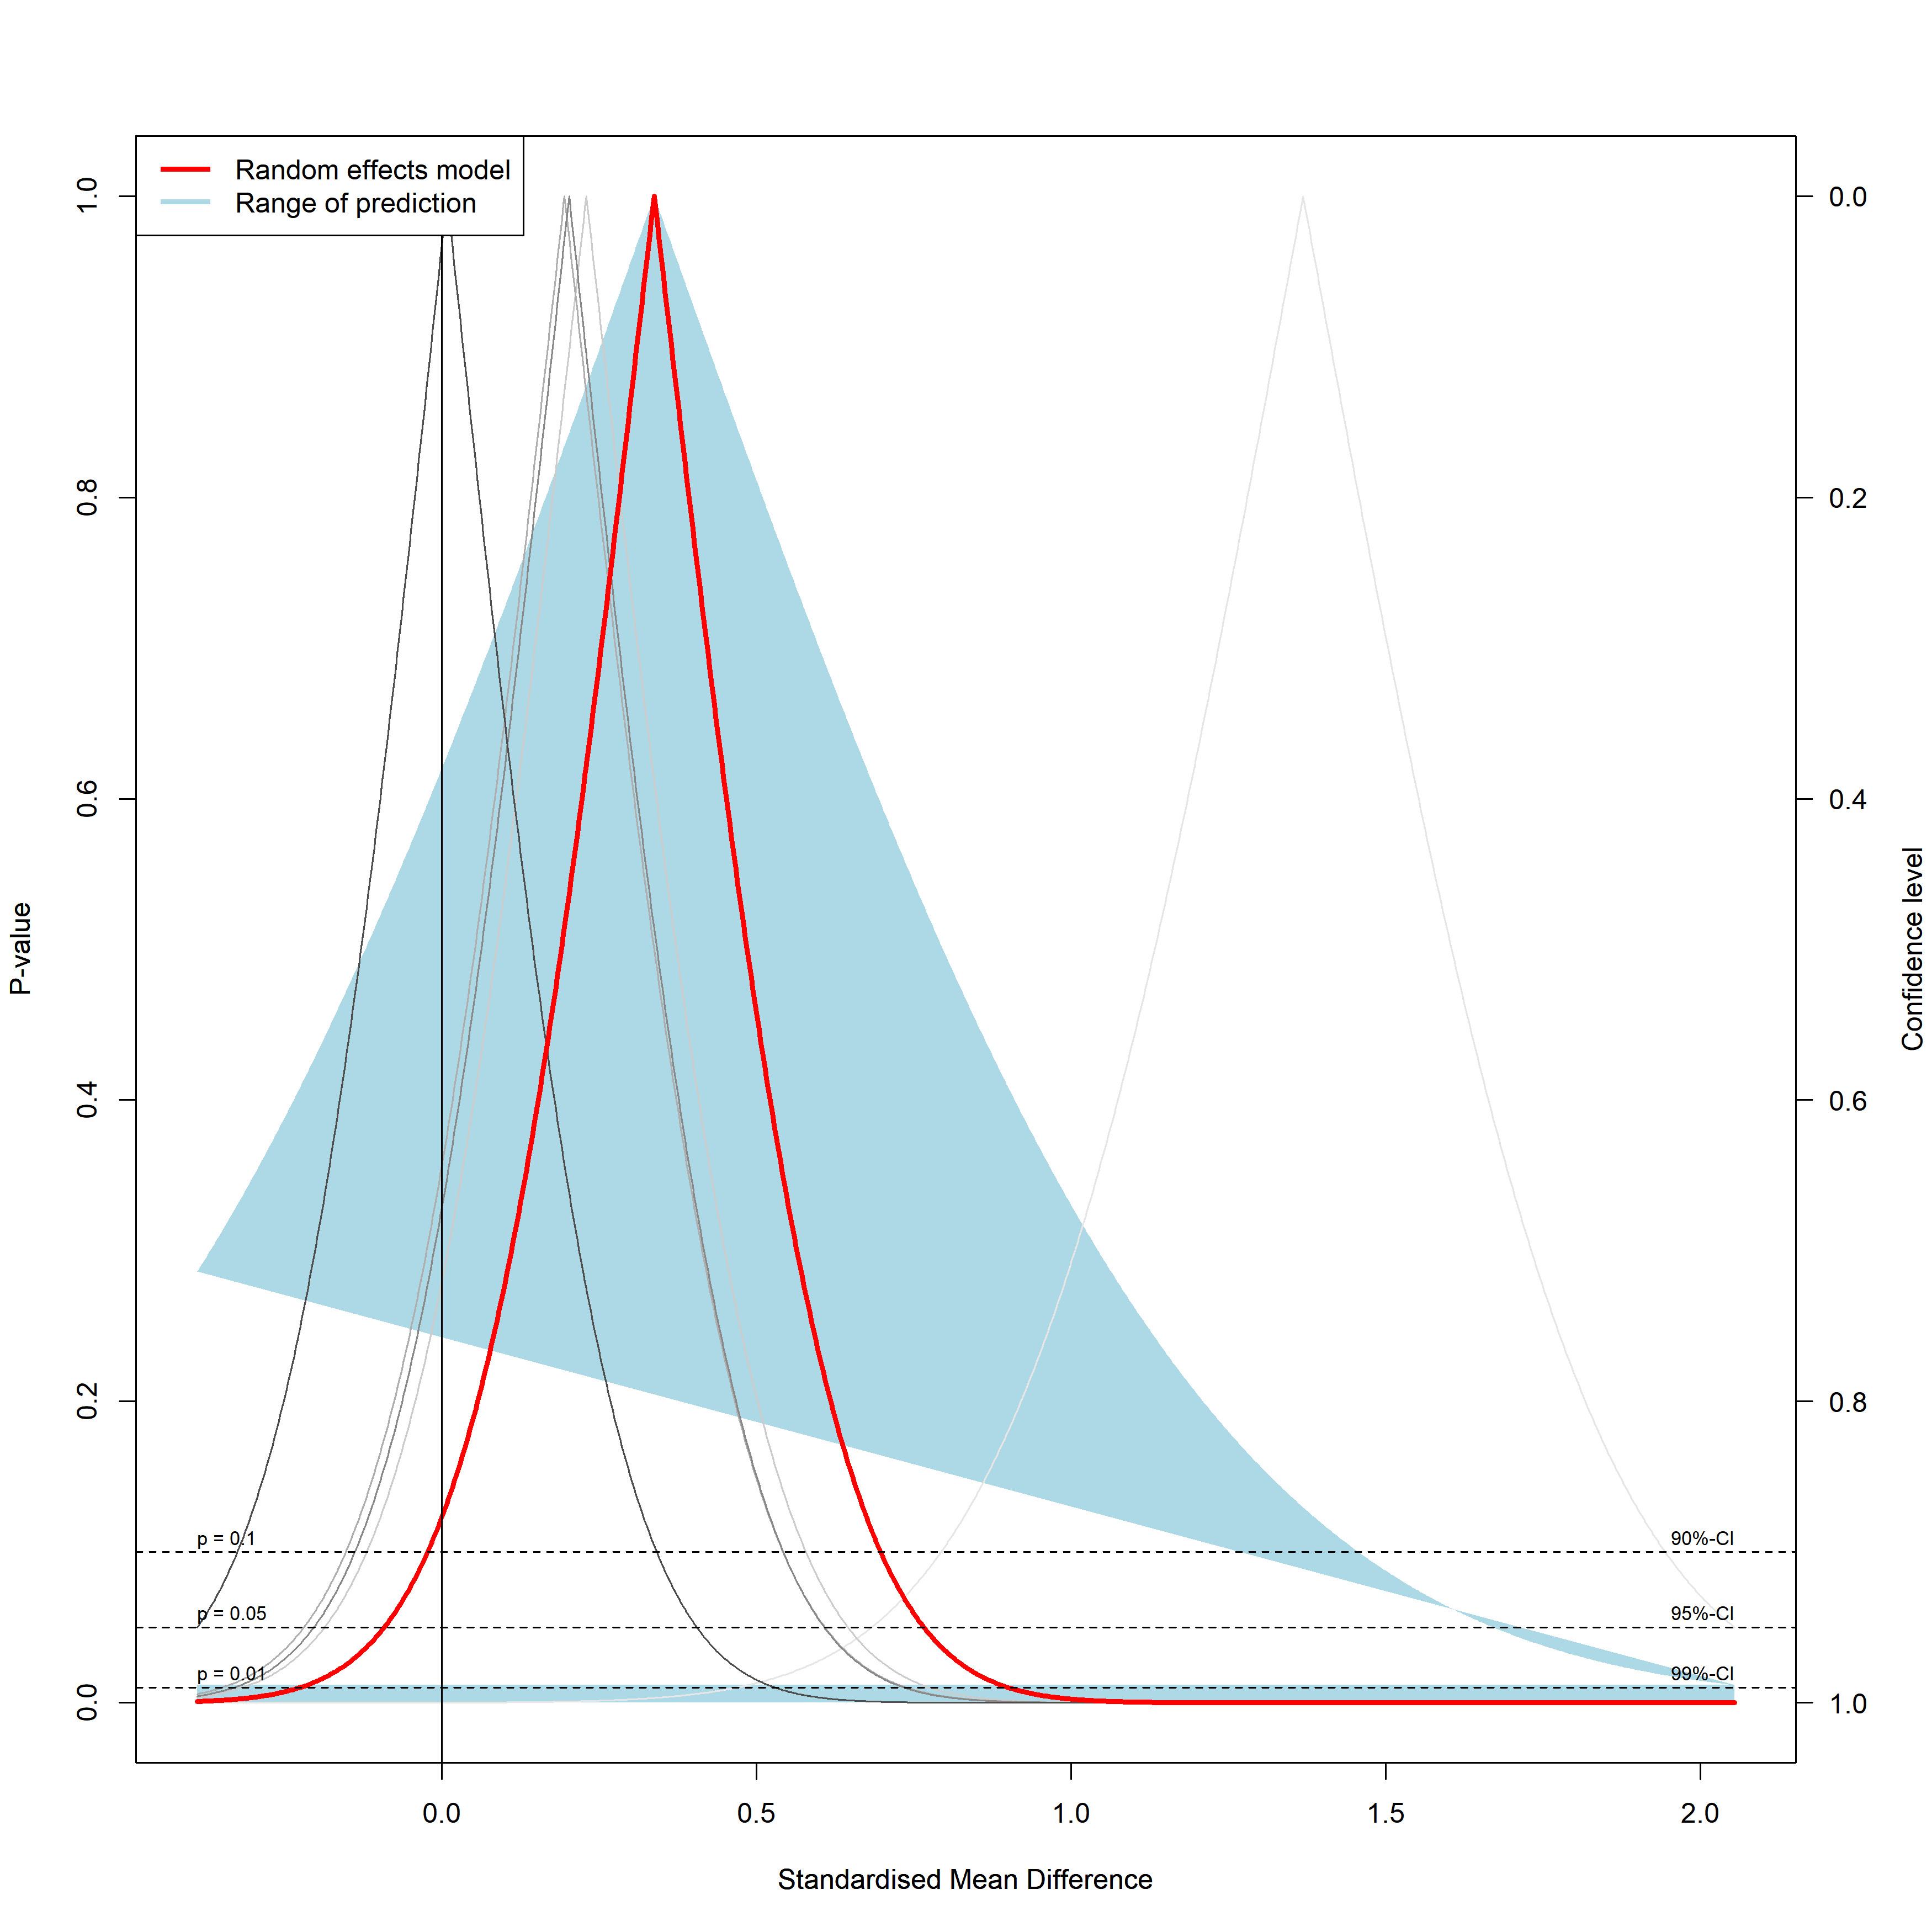 Random effects model
Range of prediction
1.0
0.8
0.6
0.4
0.2
0.0
P-value
0.0
0.2
0.4
0.6
0.8
1.0
Confidence level
p = 0.1
90%-CI
p = 0.05
95%-CI
p = 0.01
99%-CI
0.0 0.5 1.0 1.5 2.0
Standardised Mean Difference